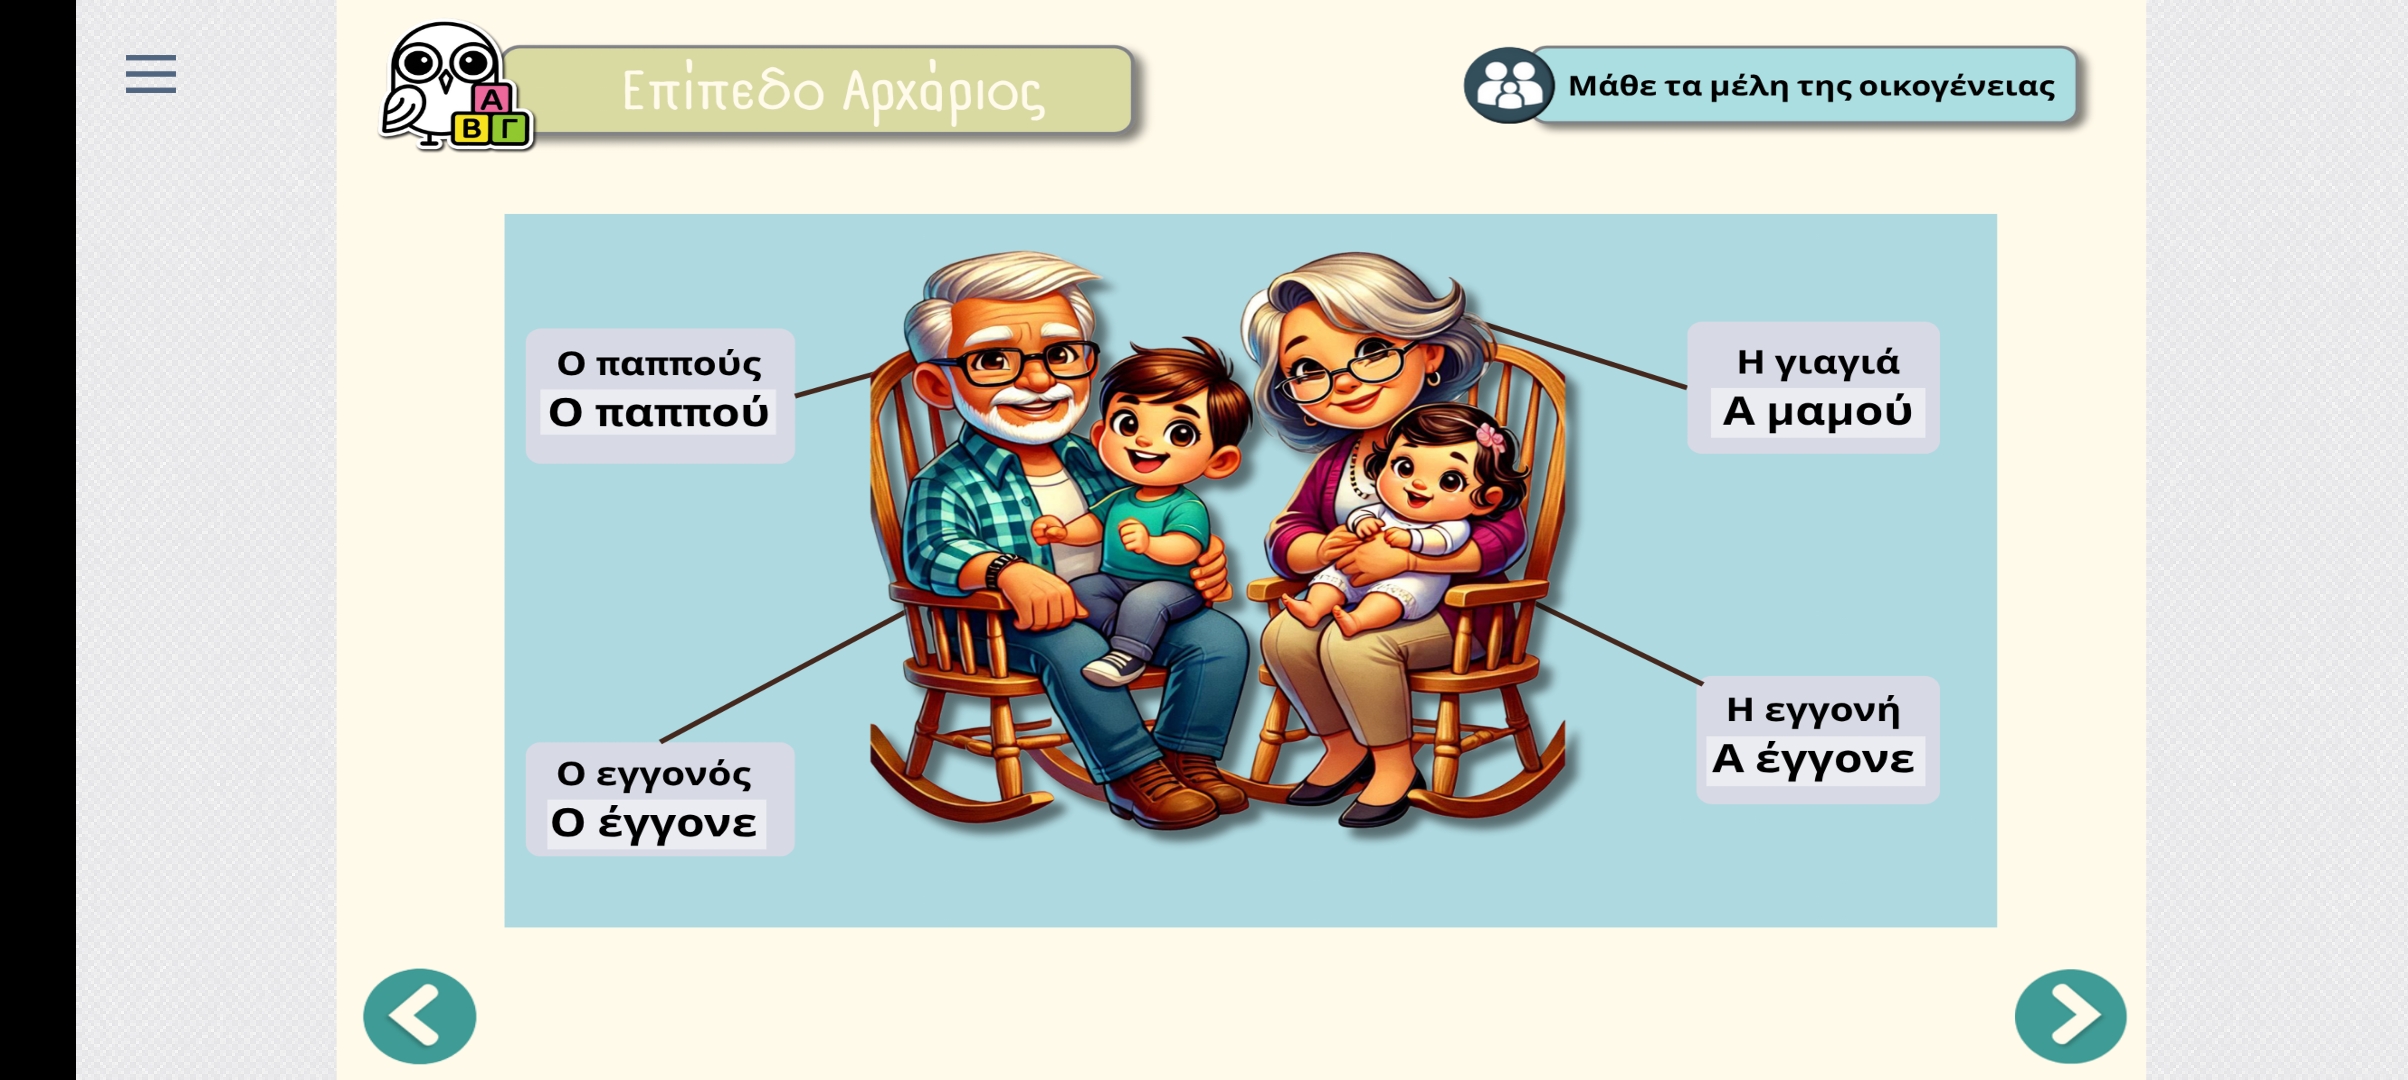 Α
Β Γ
Επίπεδο Αρχάριος
Μάθε τα μέλη της οικογένειας
Ο παππούς
Ο παππού
Η γιαγιά
Α μαμού
Ο εγγονός
Ο έγγονε
Η εγγονή
Α έγγονε